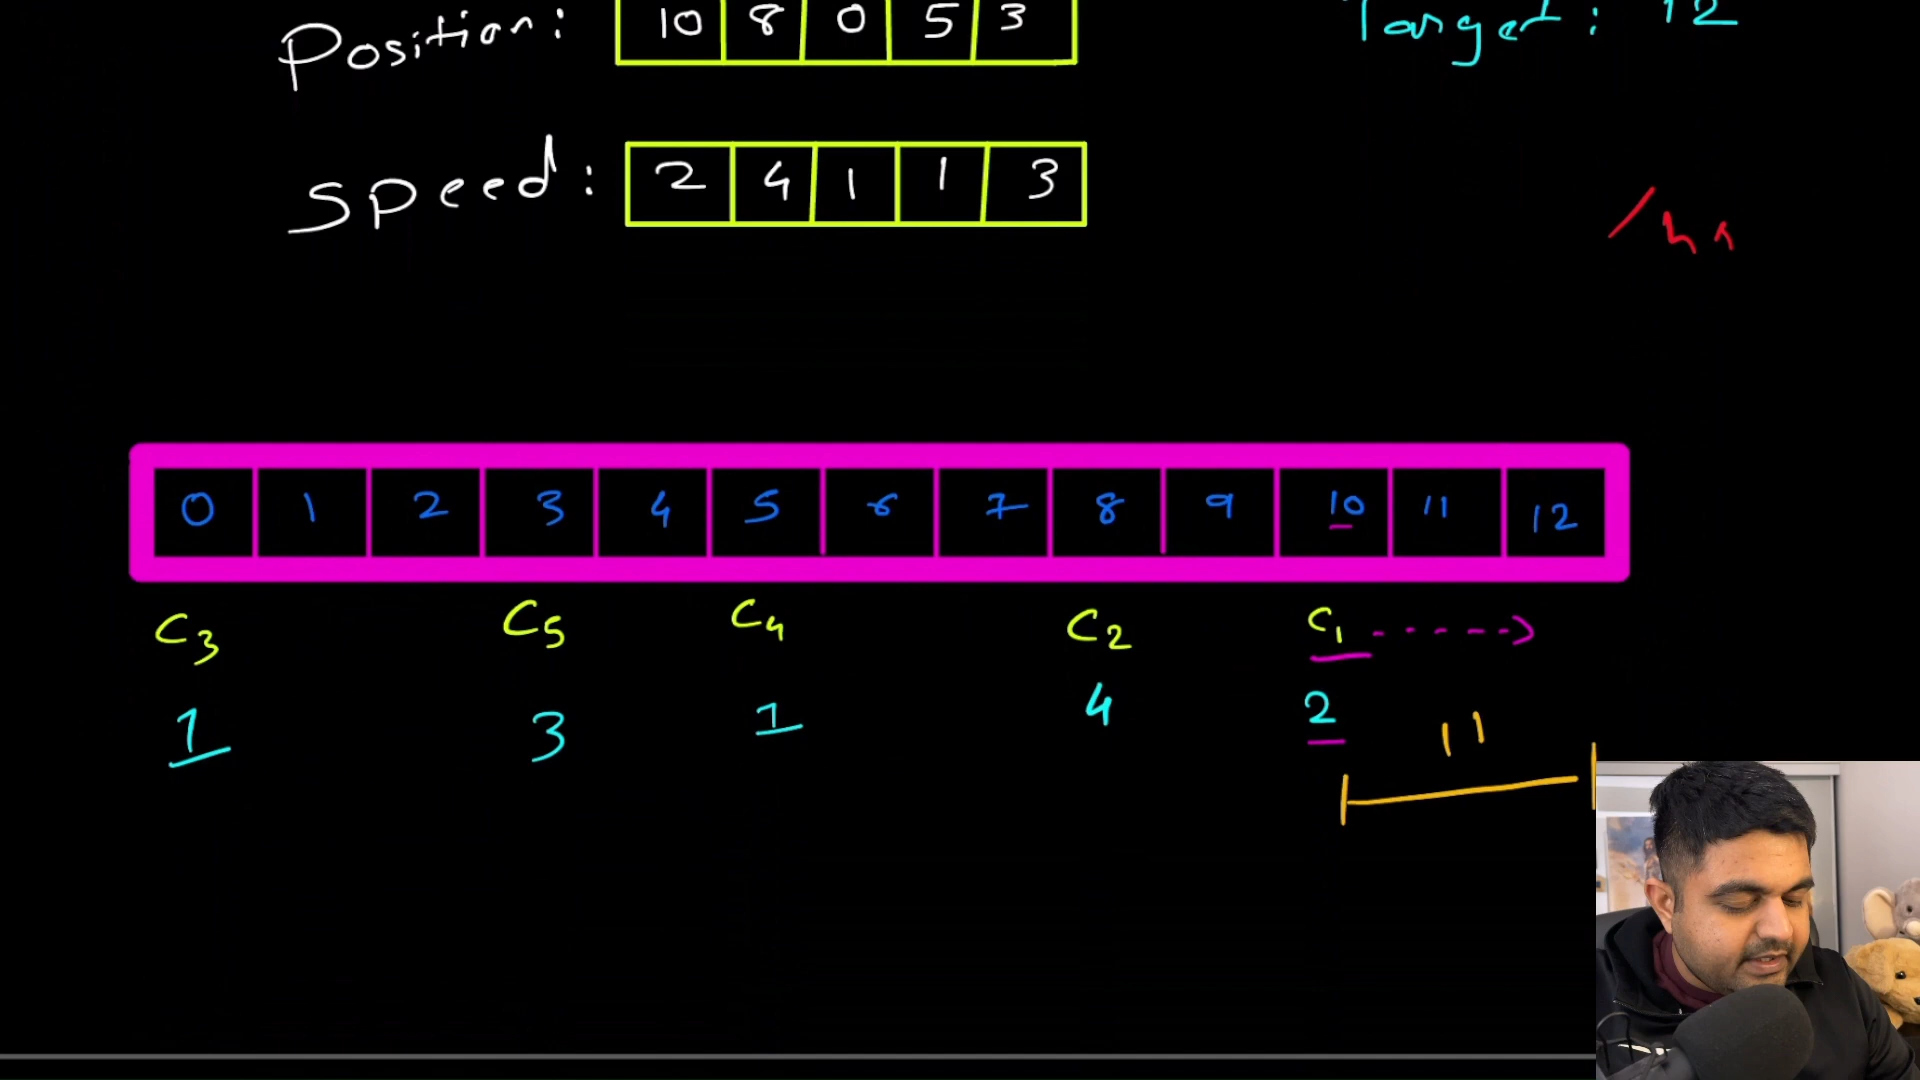 Position: 10 8 0 5 3
Target: 12
Speed: 2 4 1 1 3
/hr
0 1 2 3 4 5 6 7 8 9 10 11 12
C3 C5 C4 C2 C1
1 3 1 4 2
11